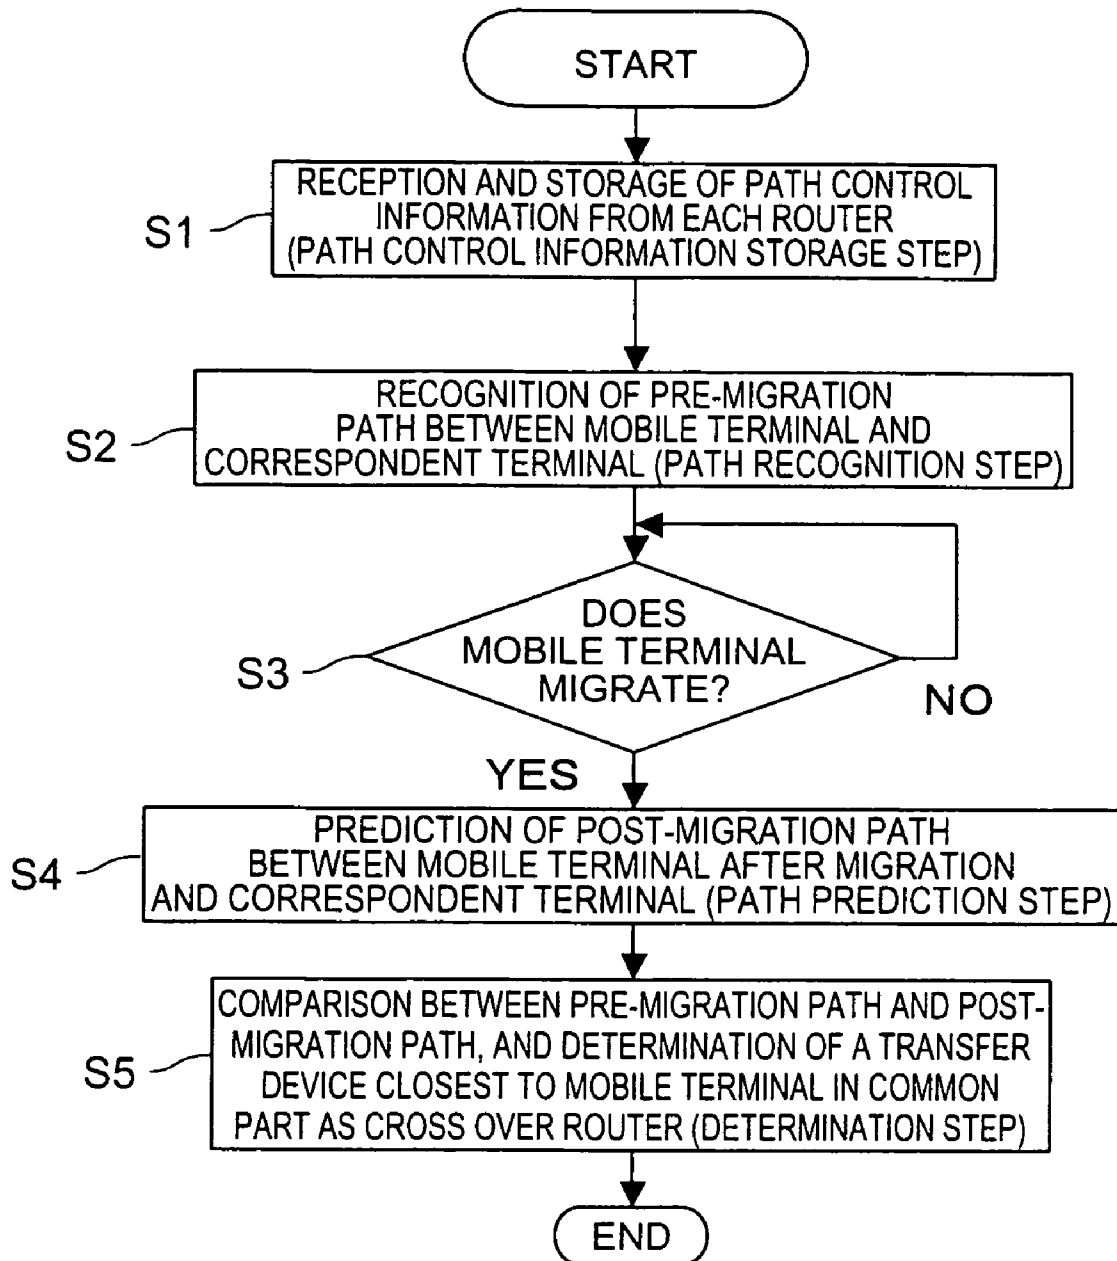 START
S1
RECEPTION AND STORAGE OF PATH CONTROL
INFORMATION FROM EACH ROUTER
(PATH CONTROL INFORMATION STORAGE STEP)
S2
RECOGNITION OF PRE-MIGRATION
PATH BETWEEN MOBILE TERMINAL AND
CORRESPONDENT TERMINAL (PATH RECOGNITION STEP)
S3
DOES
MOBILE TERMINAL
MIGRATE?
NO
YES
S4
PREDICTION OF POST-MIGRATION PATH
BETWEEN MOBILE TERMINAL AFTER MIGRATION
AND CORRESPONDENT TERMINAL (PATH PREDICTION STEP)
S5
COMPARISON BETWEEN PRE-MIGRATION PATH AND POST-
MIGRATION PATH, AND DETERMINATION OF A TRANSFER
DEVICE CLOSEST TO MOBILE TERMINAL IN COMMON
PART AS CROSS OVER ROUTER (DETERMINATION STEP)
END